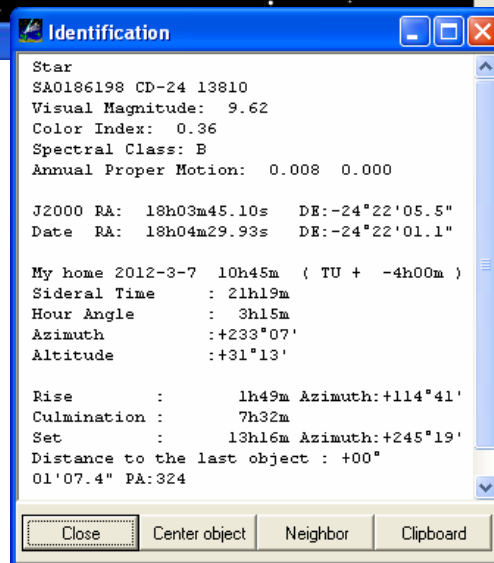 Identification
Star
SAO186198 CD-24 13810
Visual Magnitude: 9.62
Color Index: 0.36
Spectral Class: B
Annual Proper Motion: 0.008 0.000
J2000 RA: 18h03m45.10s DE:-24°22'05.5"
Date RA: 18h04m29.93s DE:-24°22'01.1"
My home 2012-3-7 10h45m ( TU + -4h00m )
Sideral Time : 21h19m
Hour Angle : 3h15m
Azimuth :+233°07'
Altitude :+31°13'
Rise : 1h49m Azimuth:+114°41'
Culmination : 7h32m
Set : 13h16m Azimuth:+245°19'
Distance to the last object : +00°
01'07.4" PA:324
Close Center object Neighbor Clipboard